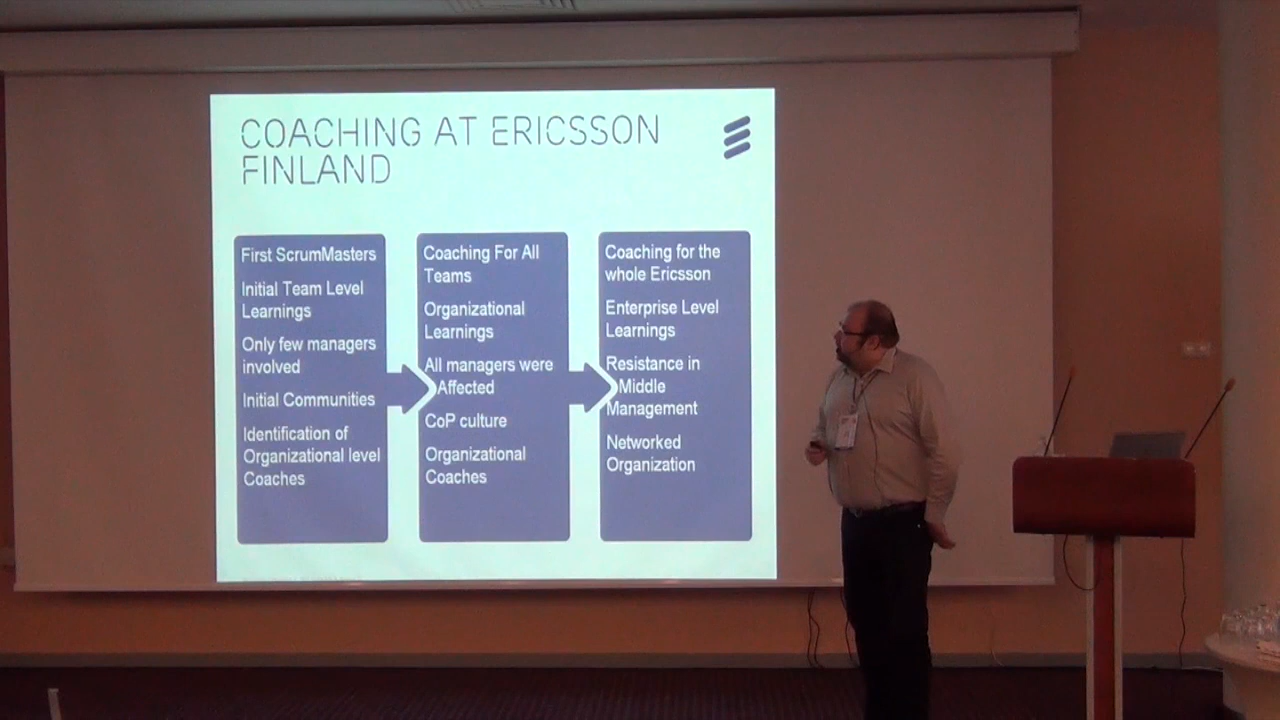 COACHING AT ERICSSON
FINLAND
First ScrumMasters
Initial Team Level
Learnings
Only few managers
involved
Initial Communities
Identification of
Organizational level
Coaches
Coaching For All
Teams
Organizational
Learnings
All managers were
Affected
CoP culture
Organizational
Coaches
Coaching for the
whole Ericsson
Enterprise Level
Learnings
Resistance in
Middle
Management
Networked
Organization